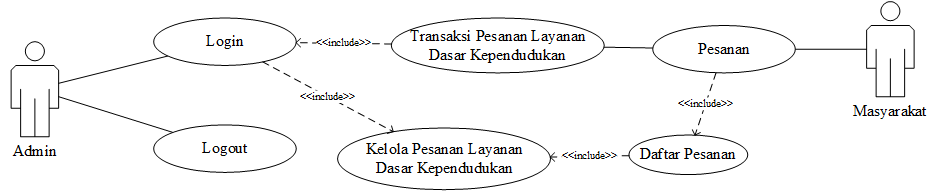 Login
<<include>>
Transaksi Pesanan Layanan
Dasar Kependudukan
Pesanan
Admin
Masyarakat
<<include>>
<<include>>
Logout
Kelola Pesanan Layanan
Dasar Kependudukan
<<include>>
Daftar Pesanan